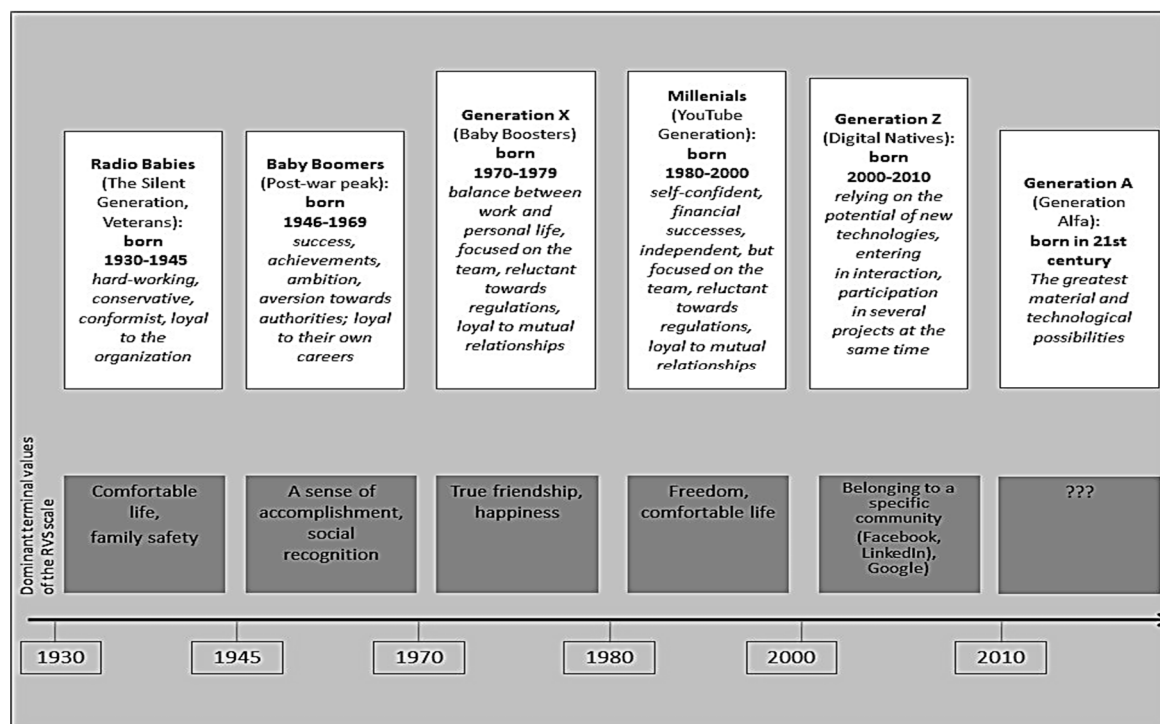 Radio Babies
(The Silent
Generation,
Veterans):
born
1930-1945
hard-working,
conservative,
conformist, loyal
to the
organization
Baby Boomers
(Post-war peak):
born
1946-1969
success,
achievements,
ambition,
aversion towards
authorities; loyal
to their own
careers
Generation X
(Baby Boosters)
born
1970-1979
balance between
work and
personal life,
focused on the
team, reluctant
towards
regulations,
loyal to mutual
relationships
Millenials
(YouTube
Generation):
born
1980-2000
self-confident,
financial
successes,
independent, but
focused on the
team, reluctant
towards
regulations,
loyal to mutual
relationships
Generation Z
(Digital Natives):
born
2000-2010
relying on the
potential of new
technologies,
entering
in interaction,
participation
in several
projects at the
same time
Generation A
(Generation
Alfa):
born in 21st
century
The greatest
material and
technological
possibilities
Dominant terminal values
of the RVS scale
Comfortable
life,
family safety
A sense of
accomplishment,
social
recognition
True friendship,
happiness
Freedom,
comfortable life
Belonging to a
specific
community
(Facebook,
LinkedIn),
Google)
???
1930
1945
1970
1980
2000
2010